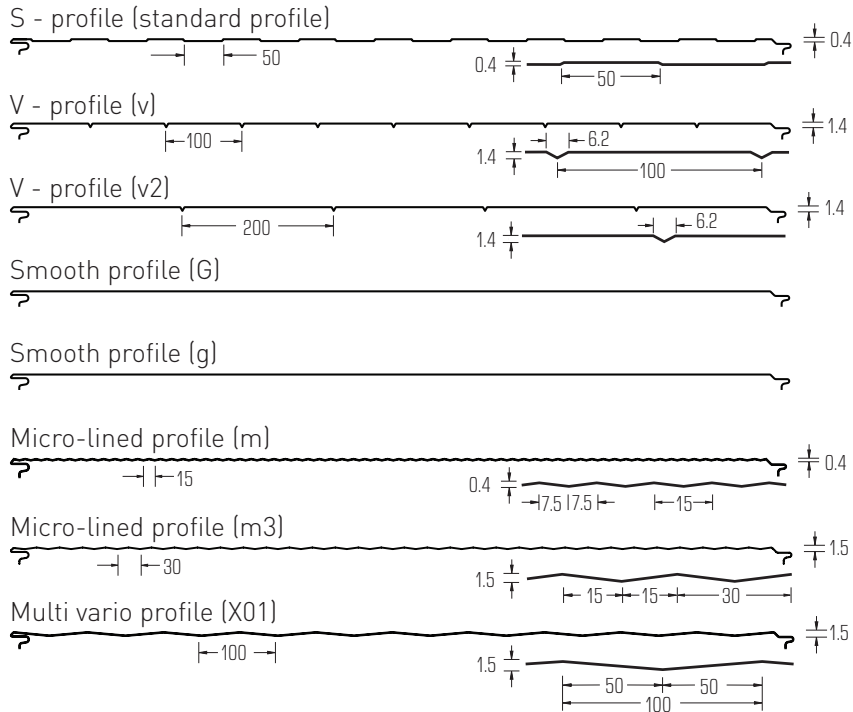 S - profile (standard profile)
0.4
50
0.4
50
V - profile (v)
1.4
100
6.2
1.4
100
V - profile (v2)
1.4
200
6.2
1.4
Smooth profile (G)
Smooth profile (g)
Micro-lined profile (m)
0.4
15
0.4
7.5 7.5 15
Micro-lined profile (m3)
1.5
30
1.5
15 15 30
Multi vario profile (X01)
1.5
100
1.5
50 50
100